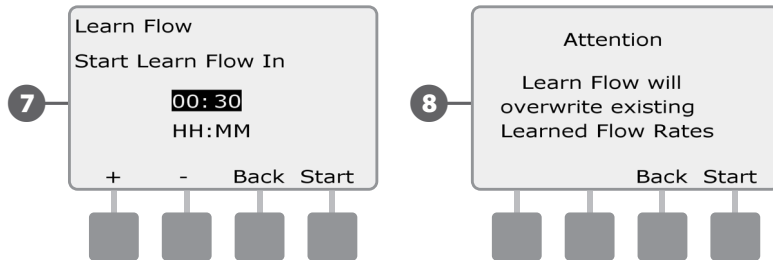 7
Learn Flow
Start Learn Flow In
00:30
HH:MM
+ - Back Start
8
Attention
Learn Flow will
overwrite existing
Learned Flow Rates
Back Start